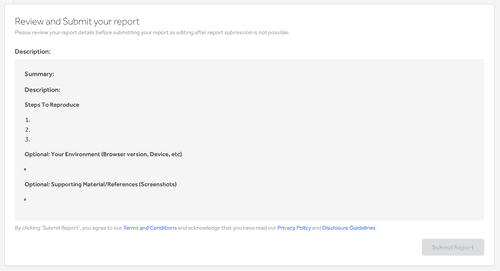 Review and Submit your report
Please review your report details before submitting your report as editing after report submission is not possible.
Description:
Summary:
Description:
Steps To Reproduce
1.
2.
3.
Optional: Your Environment (Browser version, Device, etc)
•
Optional: Supporting Material/References (Screenshots)
•
By clicking 'Submit Report', you agree to our Terms and Conditions and acknowledge that you have read our Privacy Policy and Disclosure Guidelines.
Submit Report